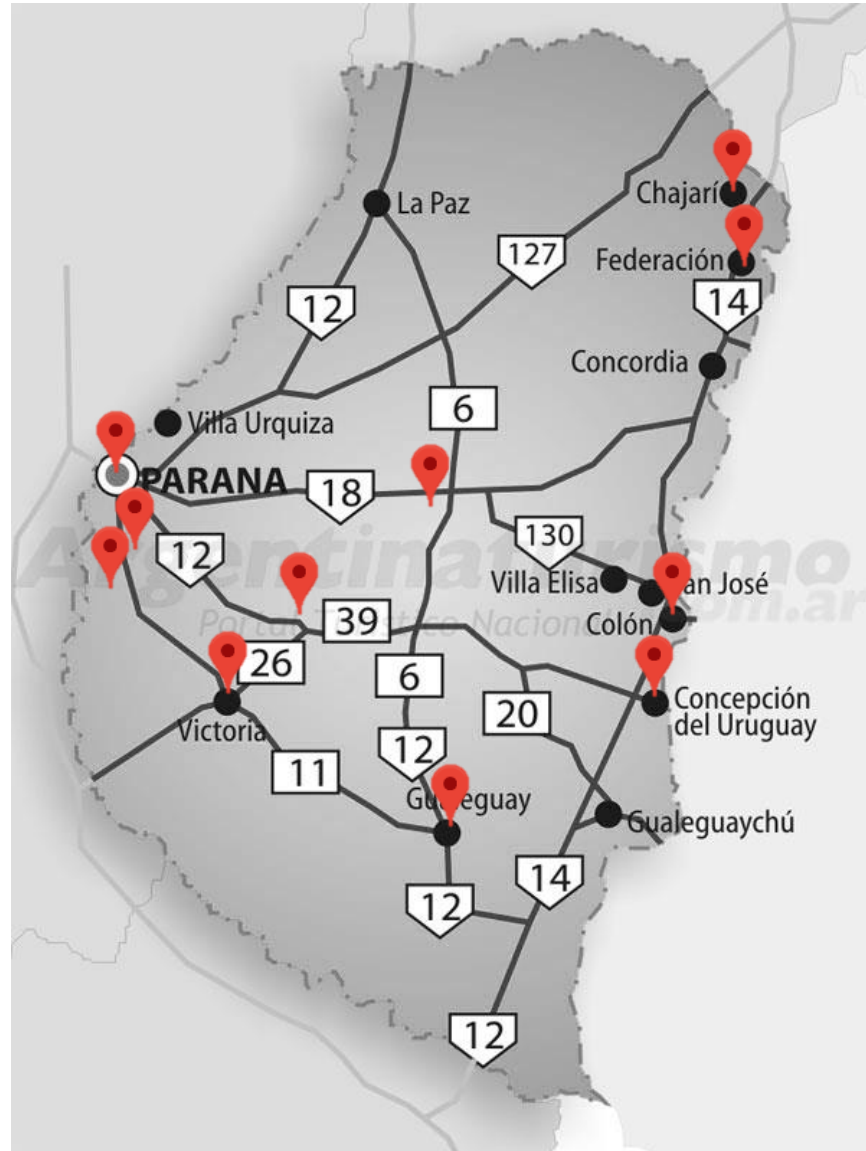 Chajarí
La Paz
127
Federación
12
14
Concordia
6
Villa Urquiza
PARANA
18
130
12
Argentinaturismo
.com.ar
Villa Elisa
an José
39
Colón
Portal Turístico Nacional
26
6
20
Concepción
del Uruguay
Victoria
12
11
Gualeguay
Gualeguaychú
14
12
12